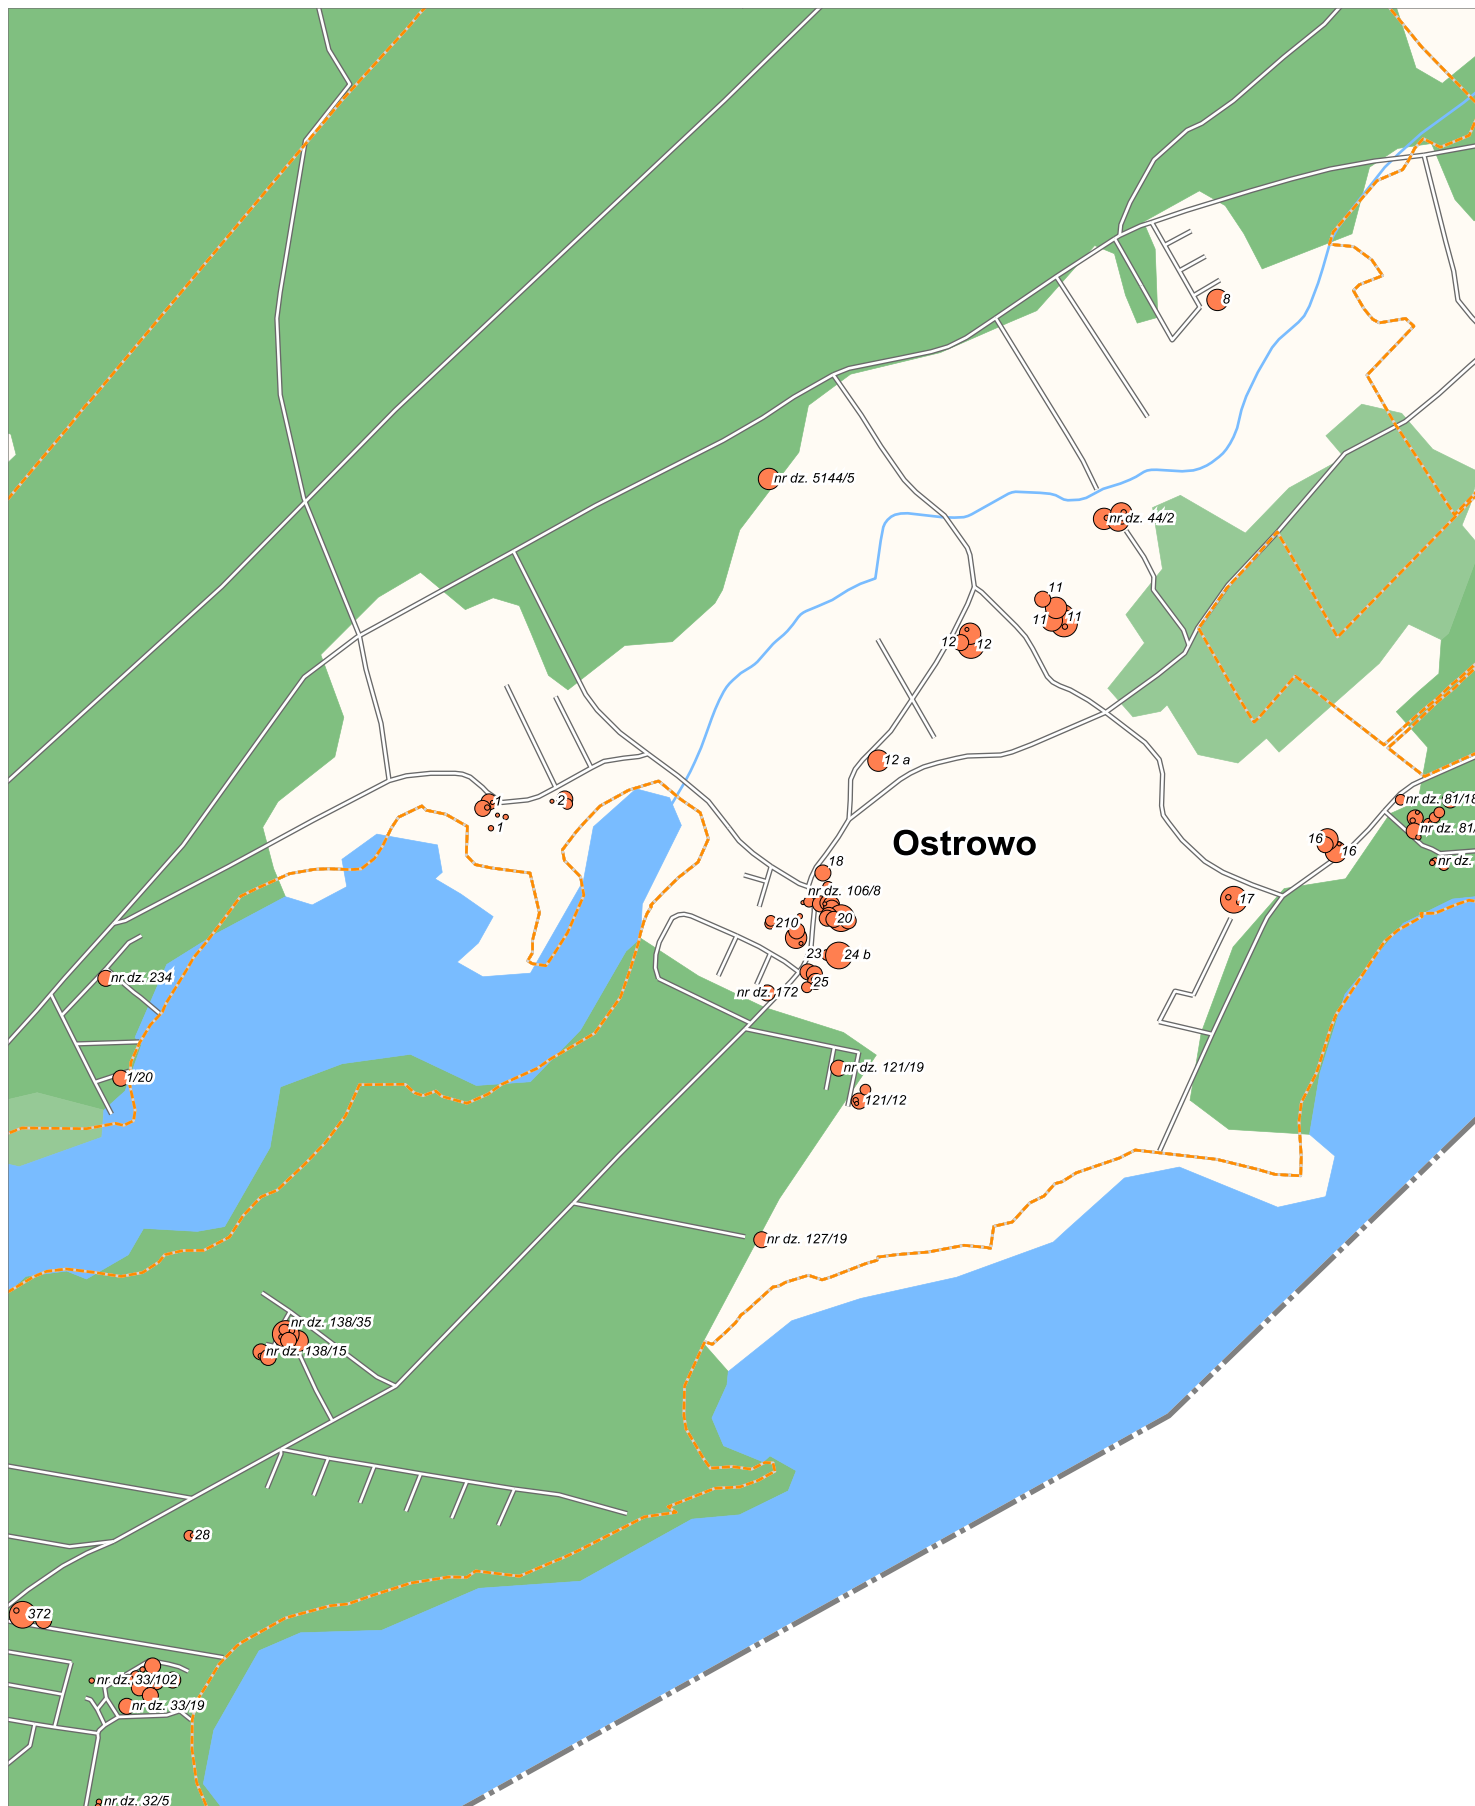 8
nr dz. 5144/5
nr dz. 44/2
11
11
11
12
12
12 a
1
2
nr dz. 81/18
1
nr dz. 81/
Ostrowo
16
16
18
nr dz.
nr dz. 106/8
17
20
210
23
24 b
nr dz. 234
25
nr dz. 172
nr dz. 121/19
1/20
121/12
nr dz. 127/19
nr dz. 138/35
nr dz. 138/15
28
372
nr dz. 33/102
nr dz. 33/19
nr dz. 32/5